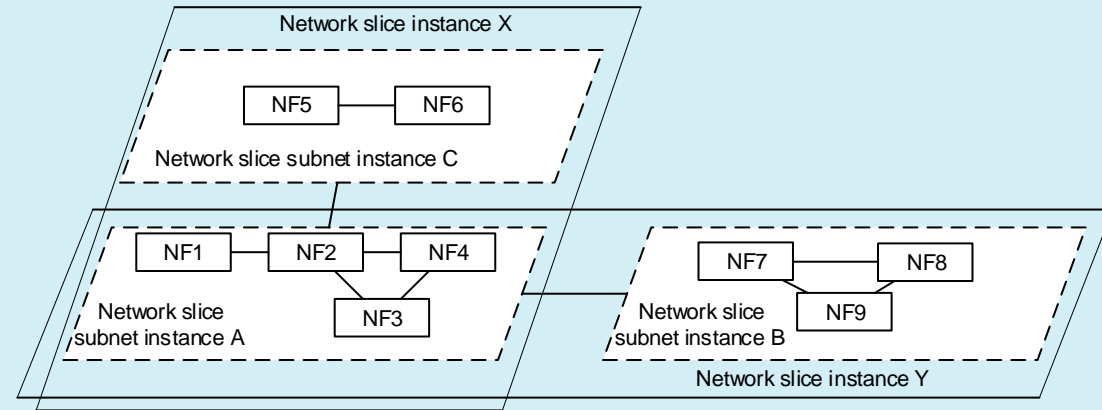 Network slice instance X
NF5
NF6
Network slice subnet instance C
NF1
NF2
NF4
NF3
Network slice
subnet instance A
NF7
NF8
NF9
Network slice
subnet instance B
Network slice instance Y